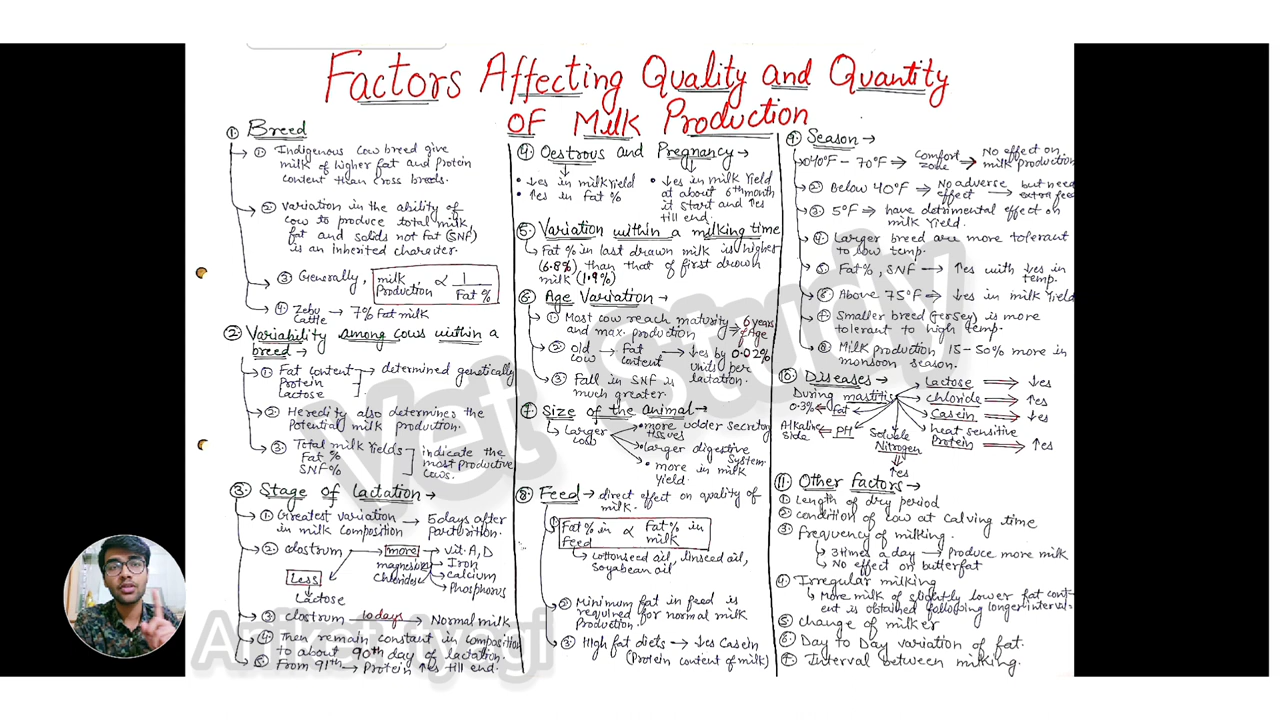 Factors Affecting Quality and Quantity
OF Milk Production
① Breed
① Indigenous cow breed give
milk of higher fat and protein
content than cross breeds.
② Variation in the ability of
cow to produce total milk,
fat and solids not fat (SNF)
is an inherited character.
③ Generally, milk Production ∝ 1/Fat %
④ Zebu Cattle → 7% Fat milk
② Variability among cows within a
breed →
① Fat content
Protein
Lactose
→ determined genetically
② Heredity also determines the
Potential milk production.
③ Total milk yields
Fat %
SNF %
indicate the
most productive
cows.
③ Stage of lactation →
① Greatest variation
in milk composition → 5 days after
parturition.
② clostrum
more
magnesium
chlorides
→ vit. A, D
→ Iron
→ Calcium
→ Phosphorus
Less
Lactose
③ clostrum 10 days → Normal milk
④ Then remain constant in composition
to about 90th day of lactation.
⑤ From 91th → Protein ↑es till end.
④ Oestrous and Pregnancy →
• ↓es in milk yield
• ↑es in Fat %
• ↓es in milk yield
at about 6th month
it start and ↑es
till end.
⑤ Variation within a milking time
→ Fat % in last drawn milk is higher
(6.8%) than that of first drown
milk (1.9%)
⑥ Age Variation →
① Most cow reach maturity
and max. production ⇒ 6 years of Age
② Old cow → Fat content → ↓es by 0.02%
units per
lactation.
③ Fall in SNF is
much greater.
⑦ Size of the animal →
→ Larger cow
• more udder secretory
tissues
• larger digestive
system
• more in milk
yield.
⑧ Feed → direct effect on quality of
milk.
① Fat % in Feed ∝ Fat % in milk
→ cottonseed oil, linseed oil,
Soyabean oil
② Minimum fat in feed is
required for normal milk
Production.
③ High fat diets → ↓es Casein
(Protein content of milk)
⑨ Season →
① 40°F – 70°F ⇒ Comfort zone → No effect on
milk production
② Below 40°F ⇒ No adverse effect → but need
extra feed
③ 5°F ⇒ have detrimental effect on
milk yield.
④ Larger breed are more tolerant
to low temp.
⑤ Fat %, SNF → ↑es with ↓es in
temp.
⑥ Above 75°F ⇒ ↓es in milk yield
⑦ Smaller breed (Jersey) is more
tolerant to high temp.
⑧ Milk production 15-50% more in
monsoon season.
⑩ Diseases →
During mastitis
Lactose ⇒ ↓es
chloride ⇒ ↑es
Casein ⇒ ↓es
heat sensitive
Protein ⇒ ↑es
0.3% ⇐ fat
Alkaline side ⇐ PH
Soluble
Nitrogen
↑es
⑪ Other factors →
① Length of dry period
② condition of cow at calving time
③ frequency of milking.
→ 3 times a day → Produce more milk
→ No effect on butterfat
④ Irregular milking
→ More milk of slightly lower fat cont-
ent is obtained following longer interval.
⑤ change of milker
⑥ Day to Day variation of fat.
⑦ Interval between milking.
Vet Study